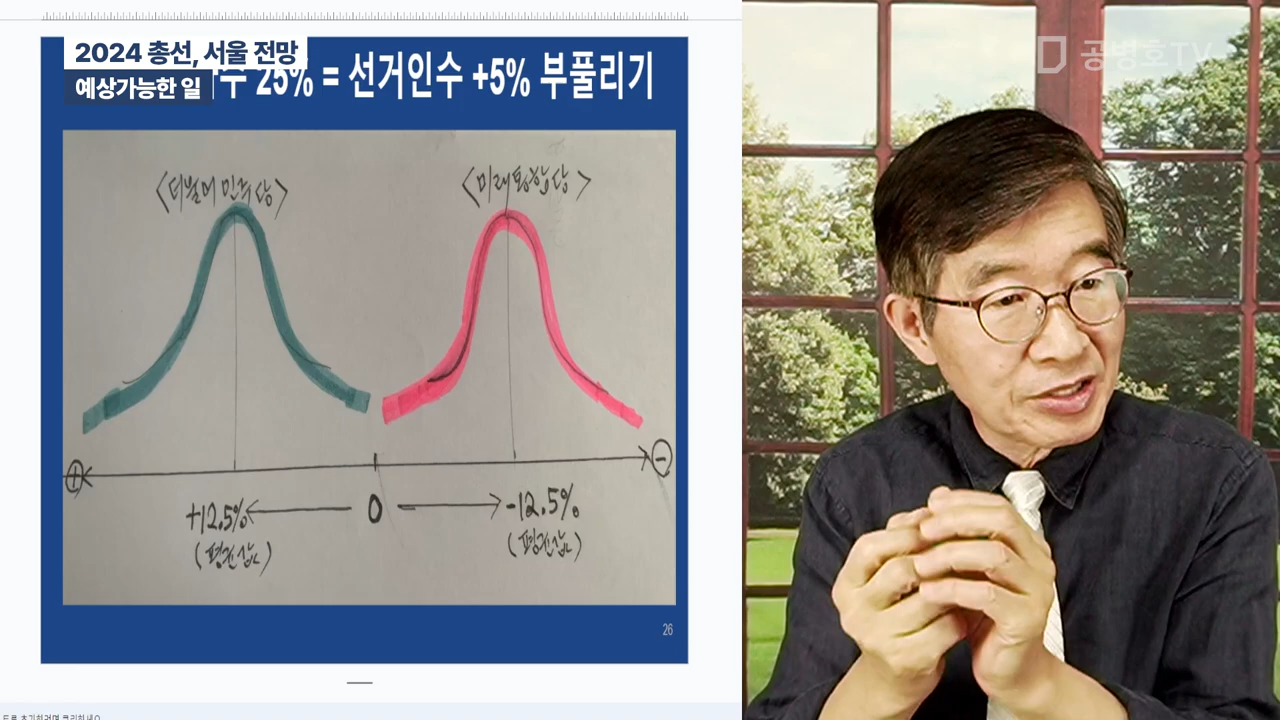 2024 총선, 서울 전망
예상가능한 일
수 25% = 선거인수 +5% 부풀리기
공병호TV
<더불어 민주당>
<미래통합당>
+
-
+12.5%
0
-12.5%
(평균값)
(평균값)
26